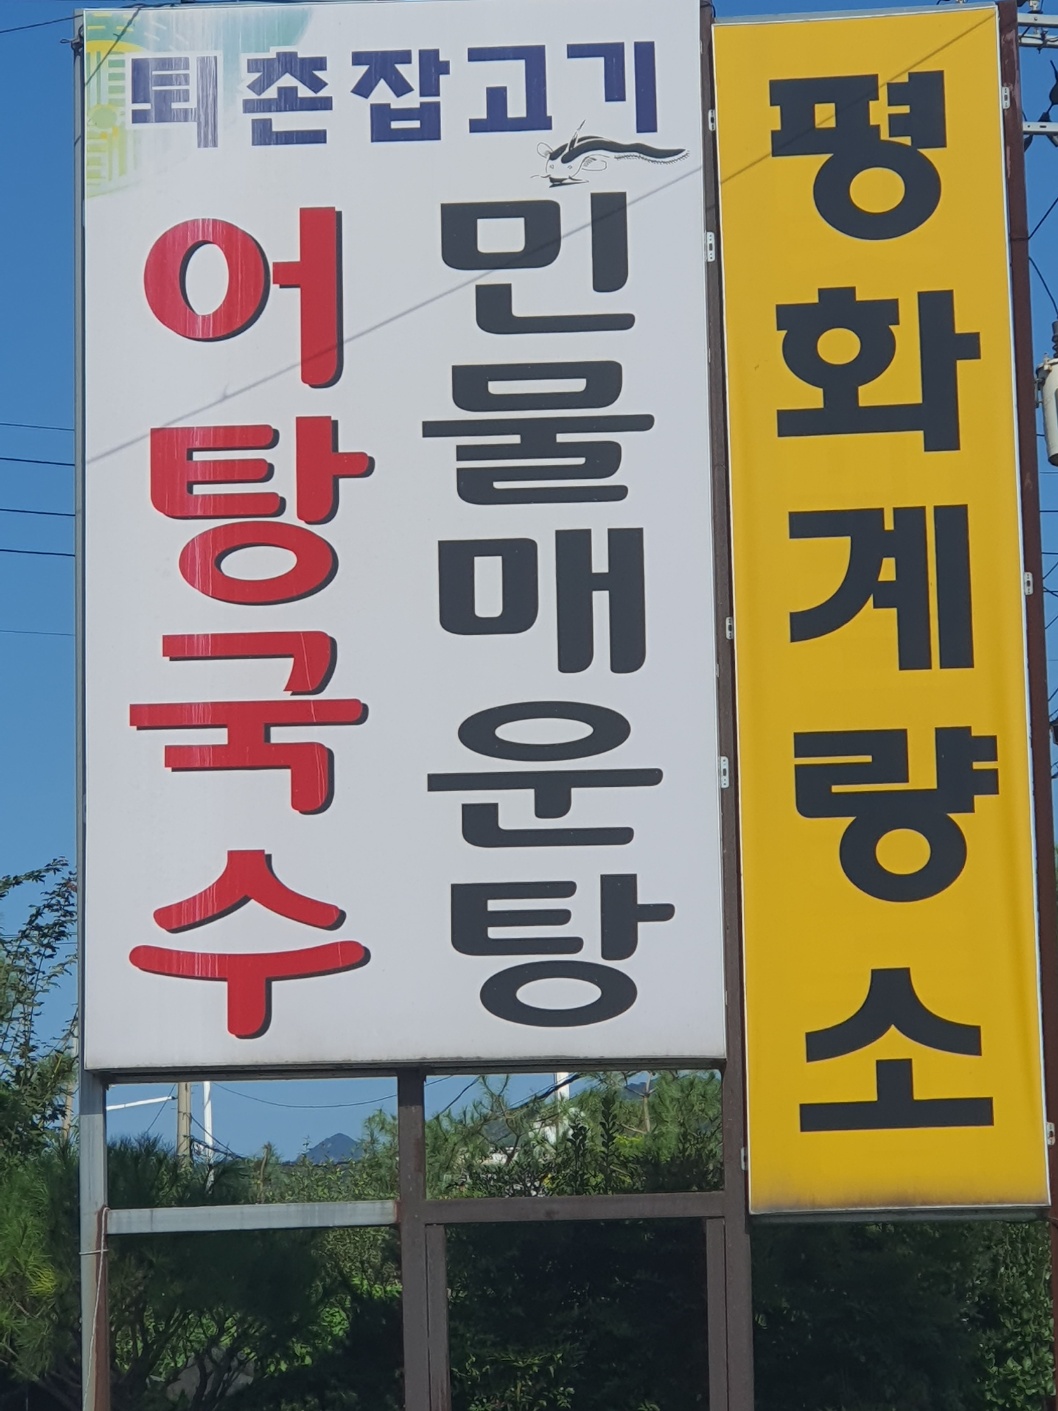 퇴촌잡고기
어탕국수
민물매운탕
평화계량소